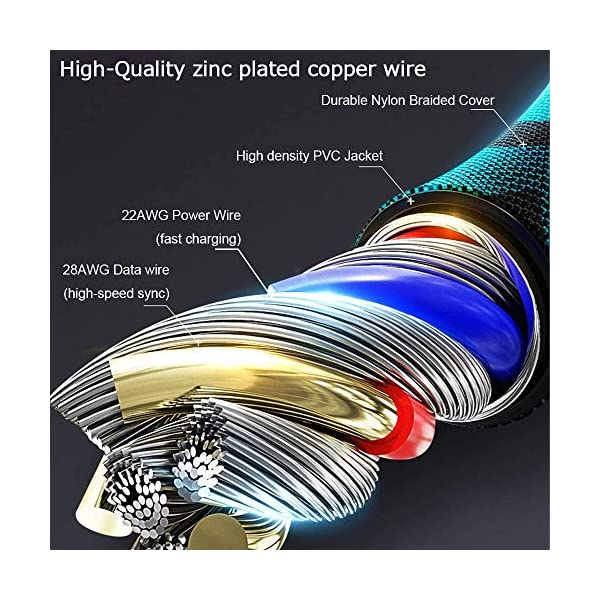 High-Quality zinc plated copper wire
Durable Nylon Braided Cover
High density PVC Jacket
22AWG Power Wire
(fast charging)
28AWG Data wire
(high-speed sync)